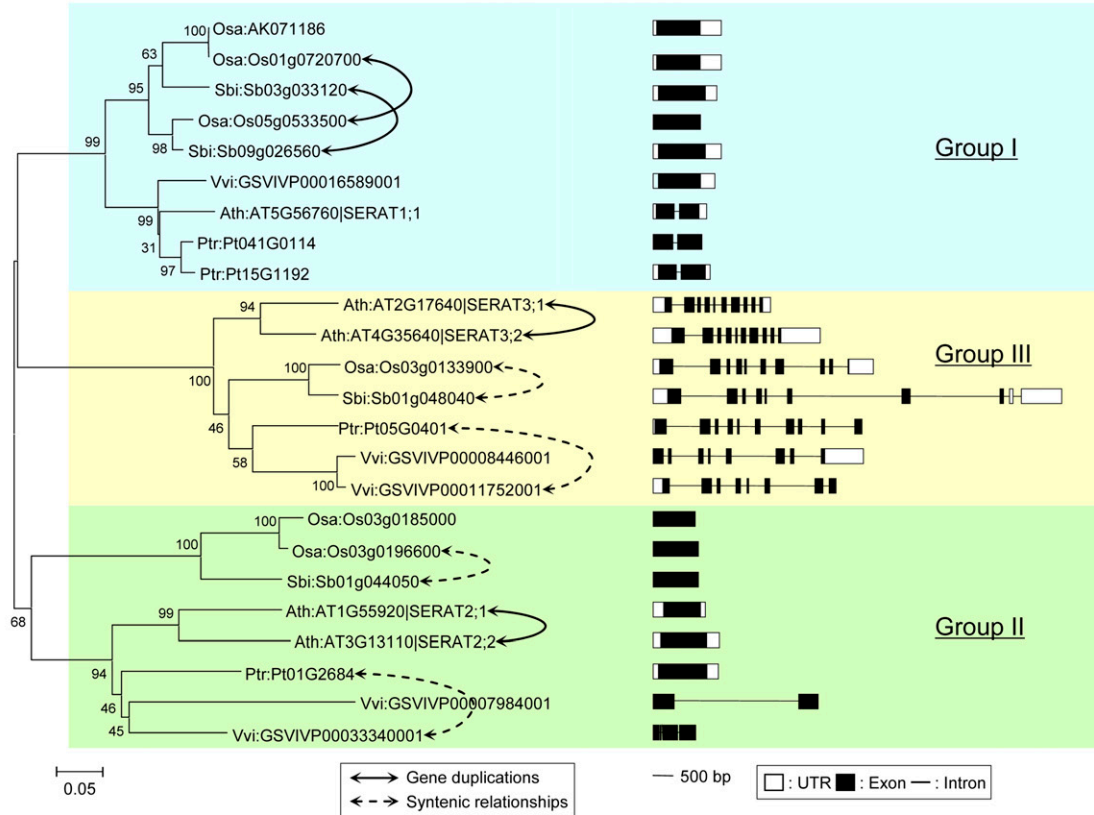 100 Osa:AK071186
63 Osa:Os01g0720700
95 Sbi:Sb03g033120
Osa:Os05g0533500
99 98 Sbi:Sb09g026560
Group I
Vvi:GSVIVP00016589001
99 Ath:AT5G56760|SERAT1;1
31 Ptr:Pt041G0114
97 Ptr:Pt15G1192
94 Ath:AT2G17640|SERAT3;1
Ath:AT4G35640|SERAT3;2
Group III
100 100 Osa:Os03g0133900
Sbi:Sb01g048040
46 Ptr:Pt05G0401
58 Vvi:GSVIVP00008446001
100 Vvi:GSVIVP00011752001
100 Osa:Os03g0185000
100 Osa:Os03g0196600
Sbi:Sb01g044050
68 99 Ath:AT1G55920|SERAT2;1
Ath:AT3G13110|SERAT2;2
Group II
94 Ptr:Pt01G2684
46 Vvi:GSVIVP00007984001
45 Vvi:GSVIVP00033340001
0.05
Gene duplications
Syntenic relationships
500 bp
: UTR : Exon : Intron